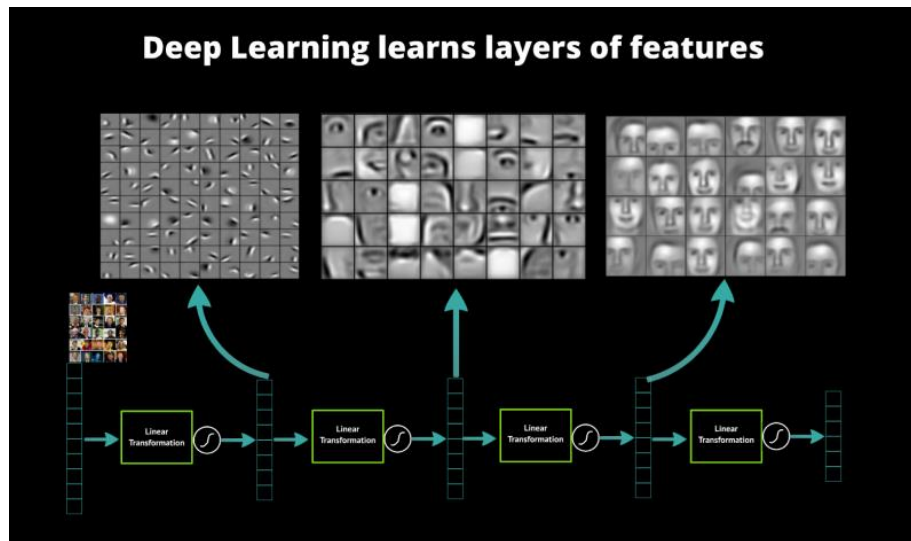 Deep Learning learns layers of features
Linear
Transformation
Linear
Transformation
Linear
Transformation
Linear
Transformation